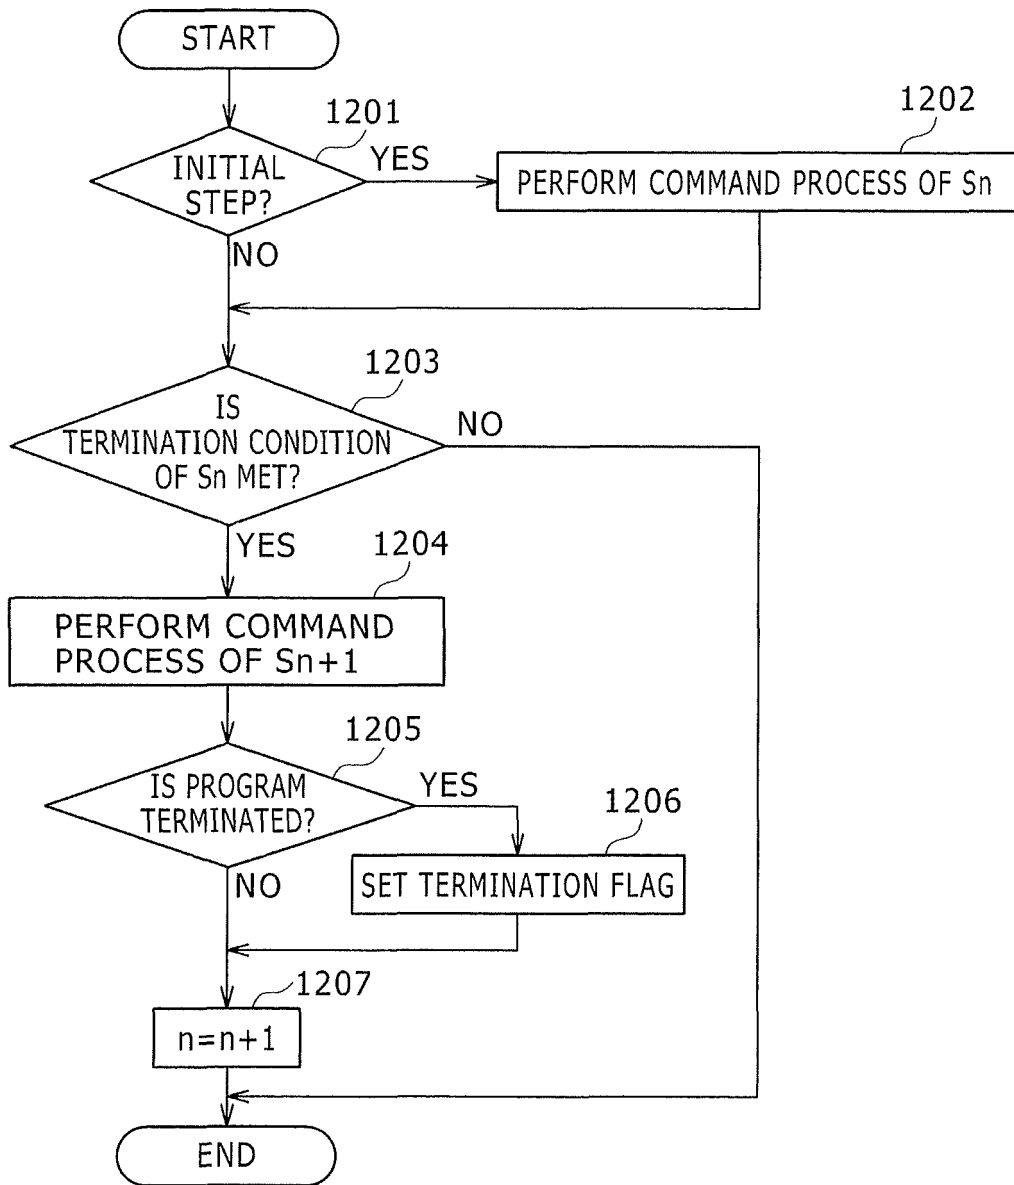 START
1201
INITIAL
STEP?
YES
1202
PERFORM COMMAND PROCESS OF Sn
NO
1203
IS
TERMINATION CONDITION
OF Sn MET?
NO
YES
1204
PERFORM COMMAND
PROCESS OF Sn+1
1205
IS PROGRAM
TERMINATED?
YES
1206
SET TERMINATION FLAG
NO
1207
n=n+1
END